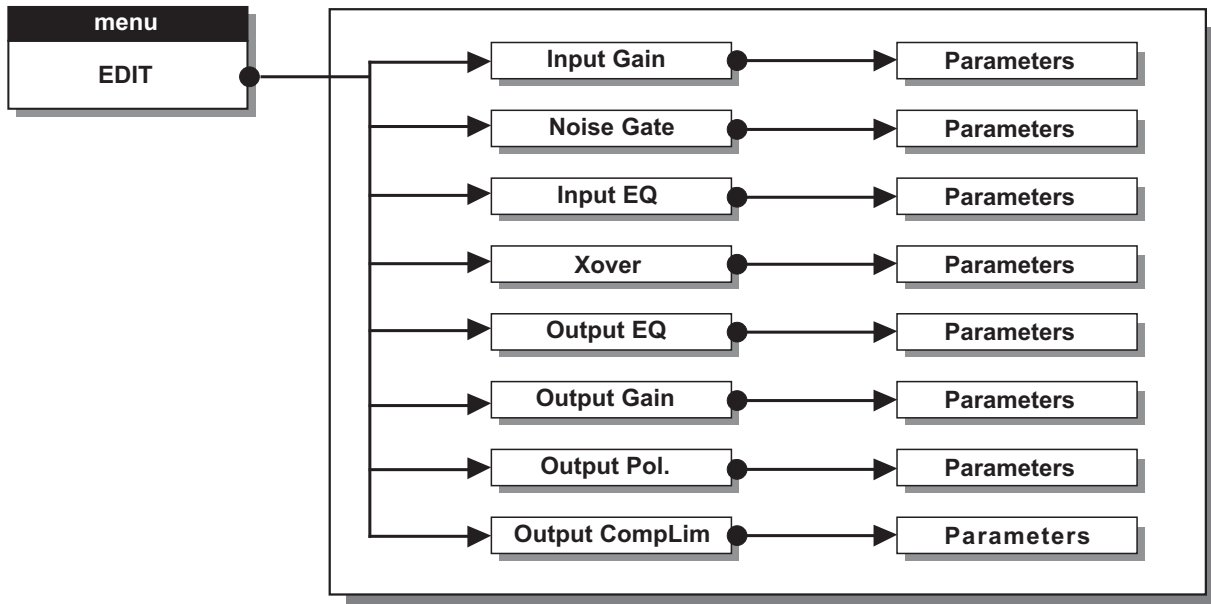 menu
EDIT
Input Gain
Parameters
Noise Gate
Parameters
Input EQ
Parameters
Xover
Parameters
Output EQ
Parameters
Output Gain
Parameters
Output Pol.
Parameters
Output CompLim
Parameters